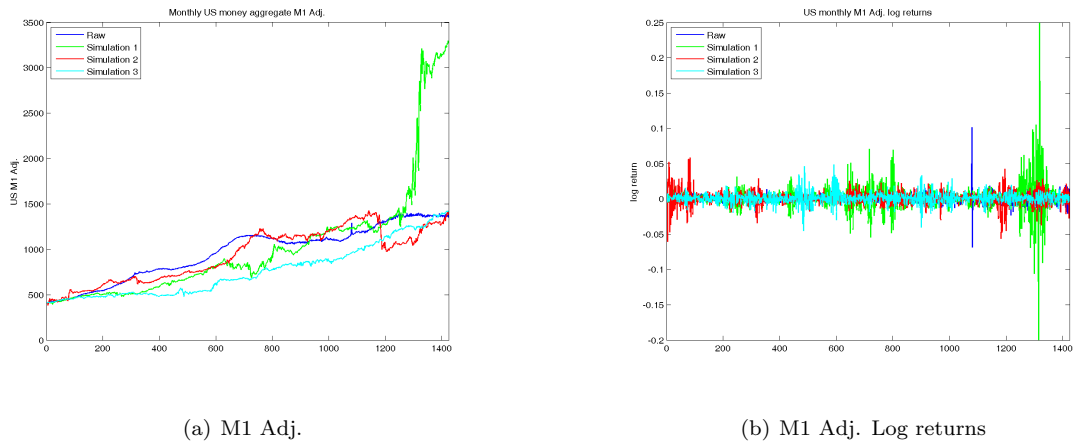 Monthly US money aggregate M1 Adj.
3500
3000
2500
2000
1500
1000
500
0
US M1 Adj.
Raw
Simulation 1
Simulation 2
Simulation 3
0 200 400 600 800 1000 1200 1400
(a) M1 Adj.
US monthly M1 Adj. log returns
0.25
0.2
0.15
0.1
0.05
0
-0.05
-0.1
-0.15
-0.2
log return
Raw
Simulation 1
Simulation 2
Simulation 3
0 200 400 600 800 1000 1200 1400
(b) M1 Adj. Log returns